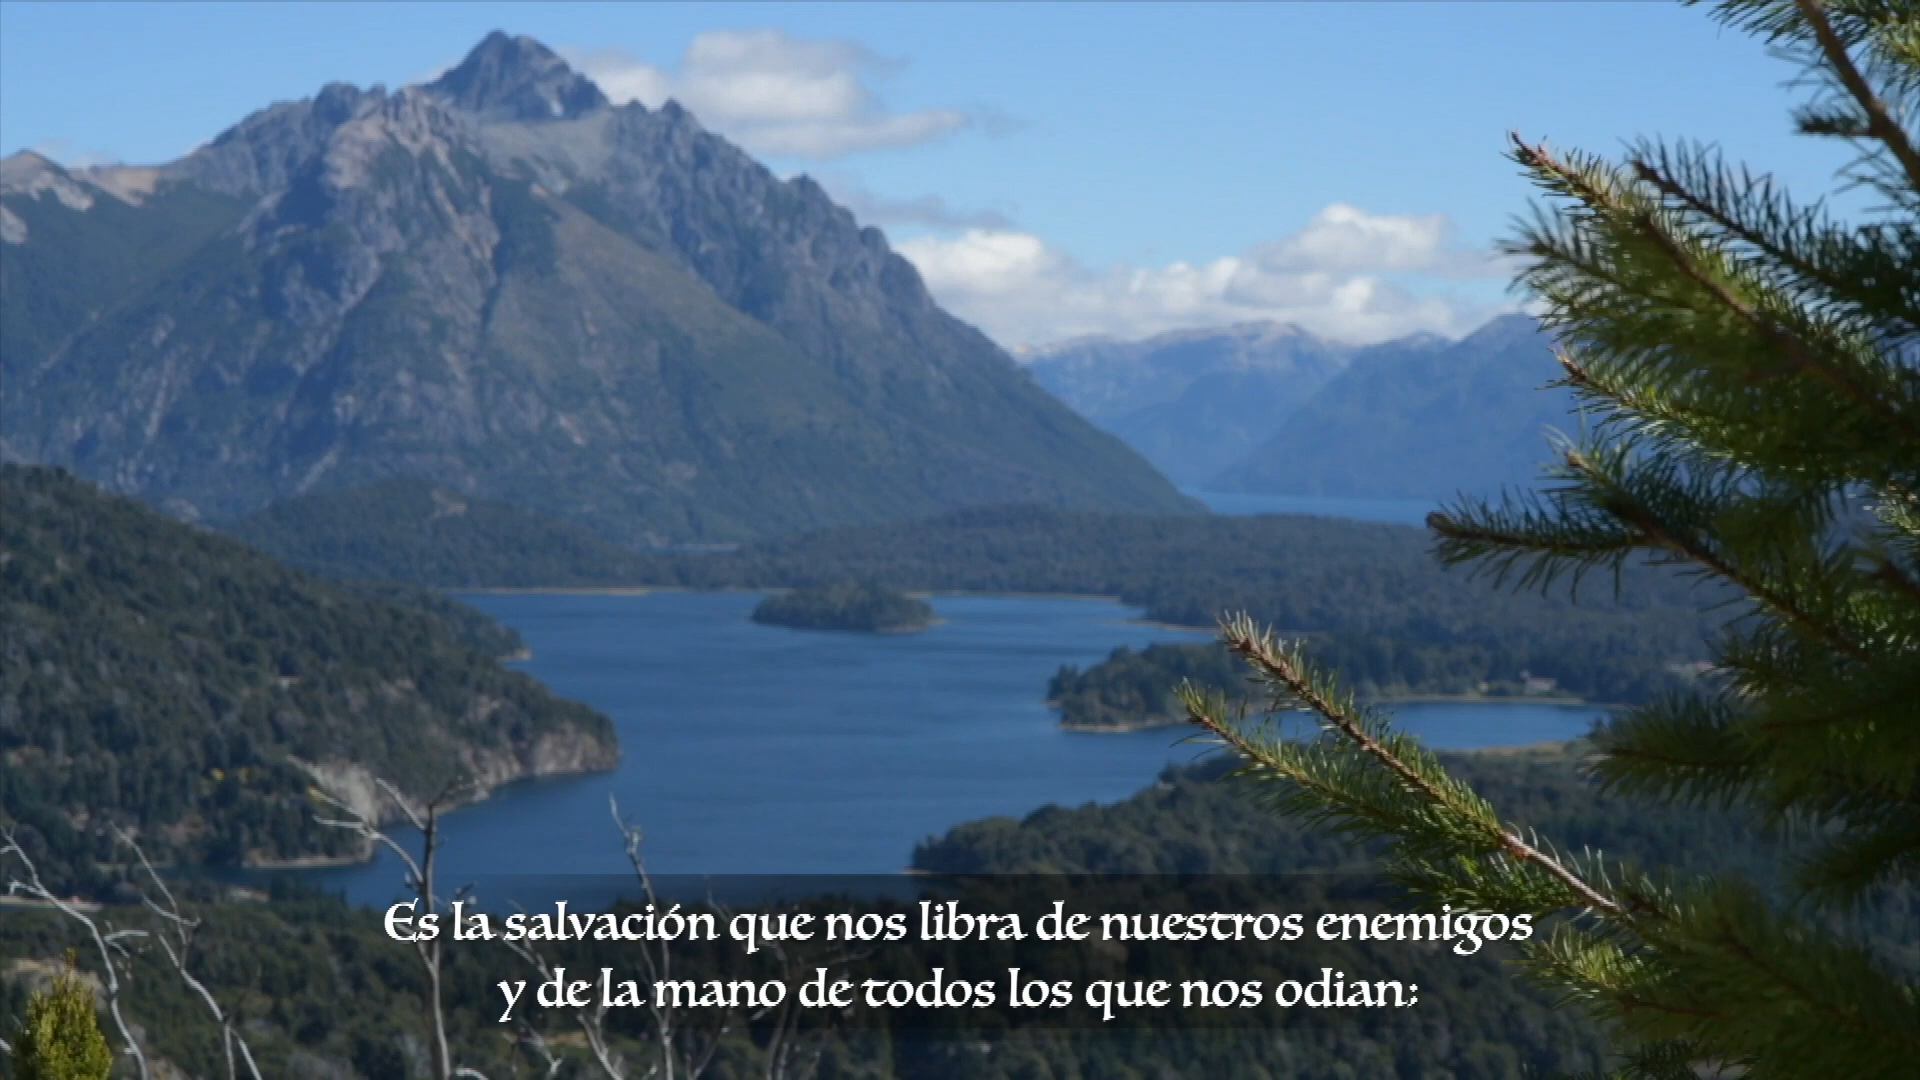 Es la salvación que nos libra de nuestros enemigos
y de la mano de todos los que nos odian;